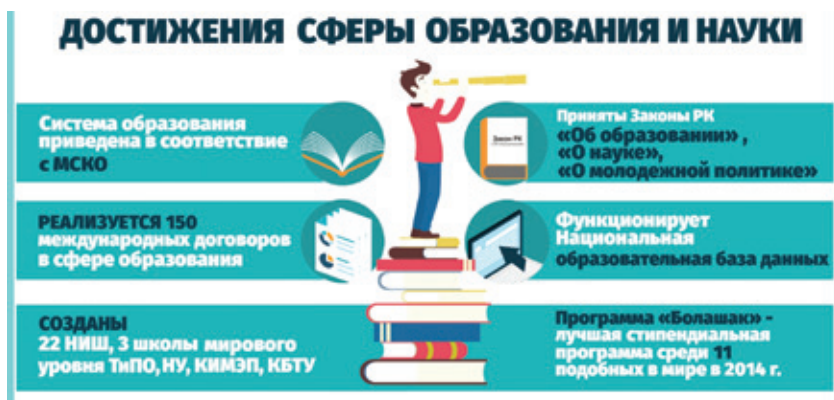 ДОСТИЖЕНИЯ СФЕРЫ ОБРАЗОВАНИЯ И НАУКИ
Система образования
приведена в соответствие
с МСКО
Приняты Законы РК
«Об образовании» ,
«О науке»,
«О молодежной политике»
Закон РК
РЕАЛИЗУЕТСЯ 150
международных договоров
в сфере образования
Функционирует
Национальная
образовательная база данных
СОЗДАНЫ
22 НИШ, 3 школы мирового
уровня ТиПО, НУ, КИМЭП, КБТУ
Программа «Болашак» -
лучшая стипендиальная
программа среди 11
подобных в мире в 2014 г.